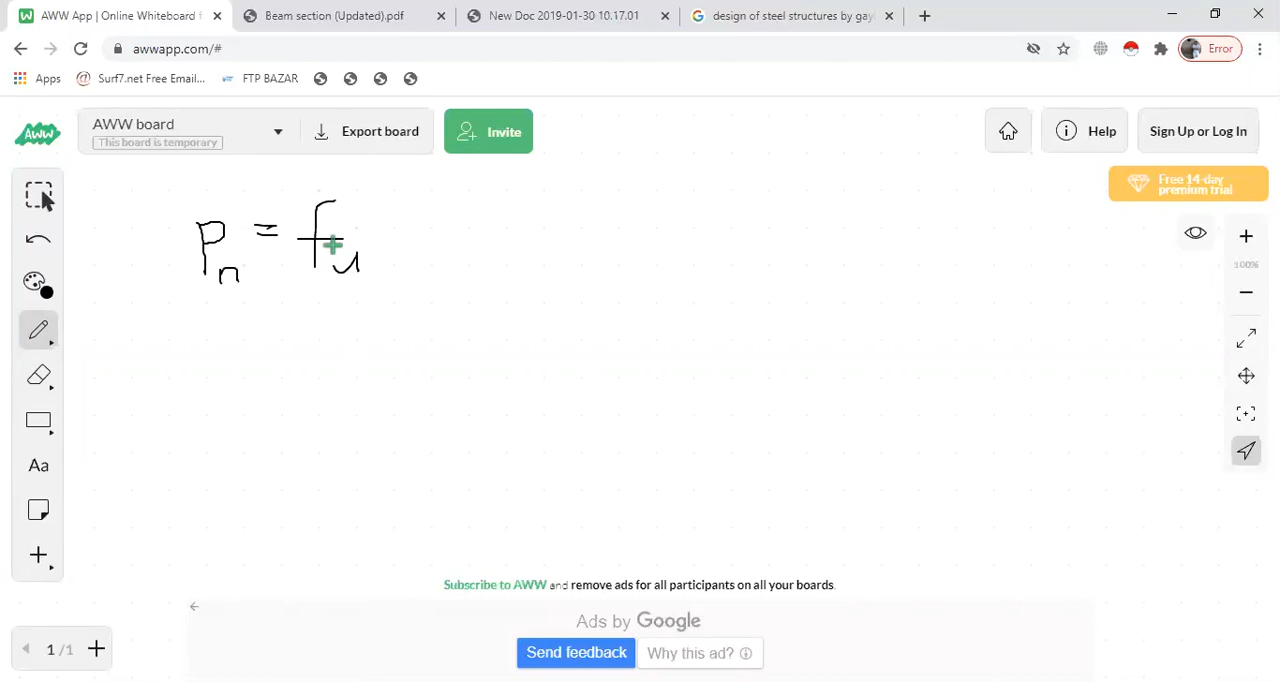 AWW App | Online Whiteboard f
Beam section (Updated).pdf
New Doc 2019-01-30 10.17.01
design of steel structures by gayl
awwapp.com/#
Error
Apps
Surf7.net Free Email...
FTP BAZAR
AWW
AWW board
This board is temporary
Export board
Invite
Help
Sign Up or Log In
Free 14-day
premium trial
Pn = fu
100%
Aa
Subscribe to AWW and remove ads for all participants on all your boards.
Ads by Google
Send feedback
Why this ad?
1 /1